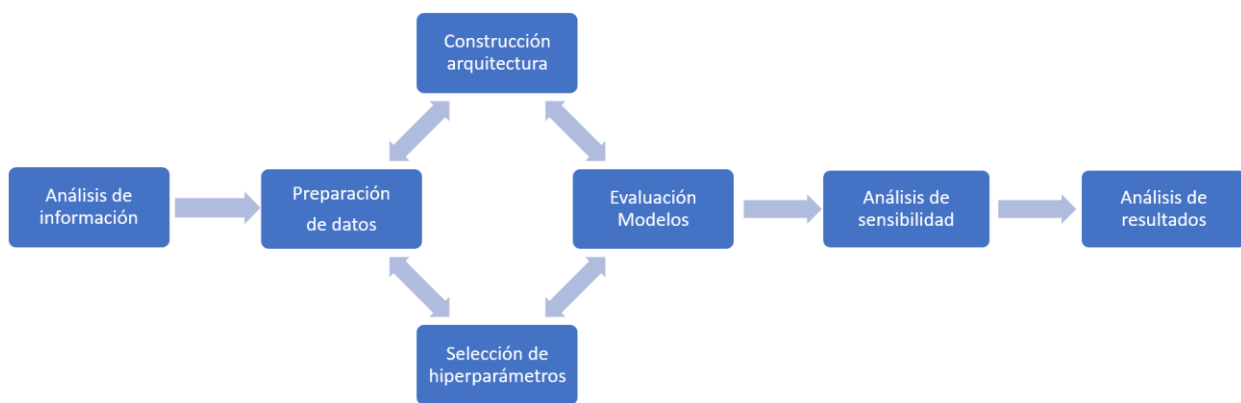 Construcción
arquitectura
Análisis de
información
Preparación
de datos
Evaluación
Modelos
Análisis de
sensibilidad
Análisis de
resultados
Selección de
hiperparámetros